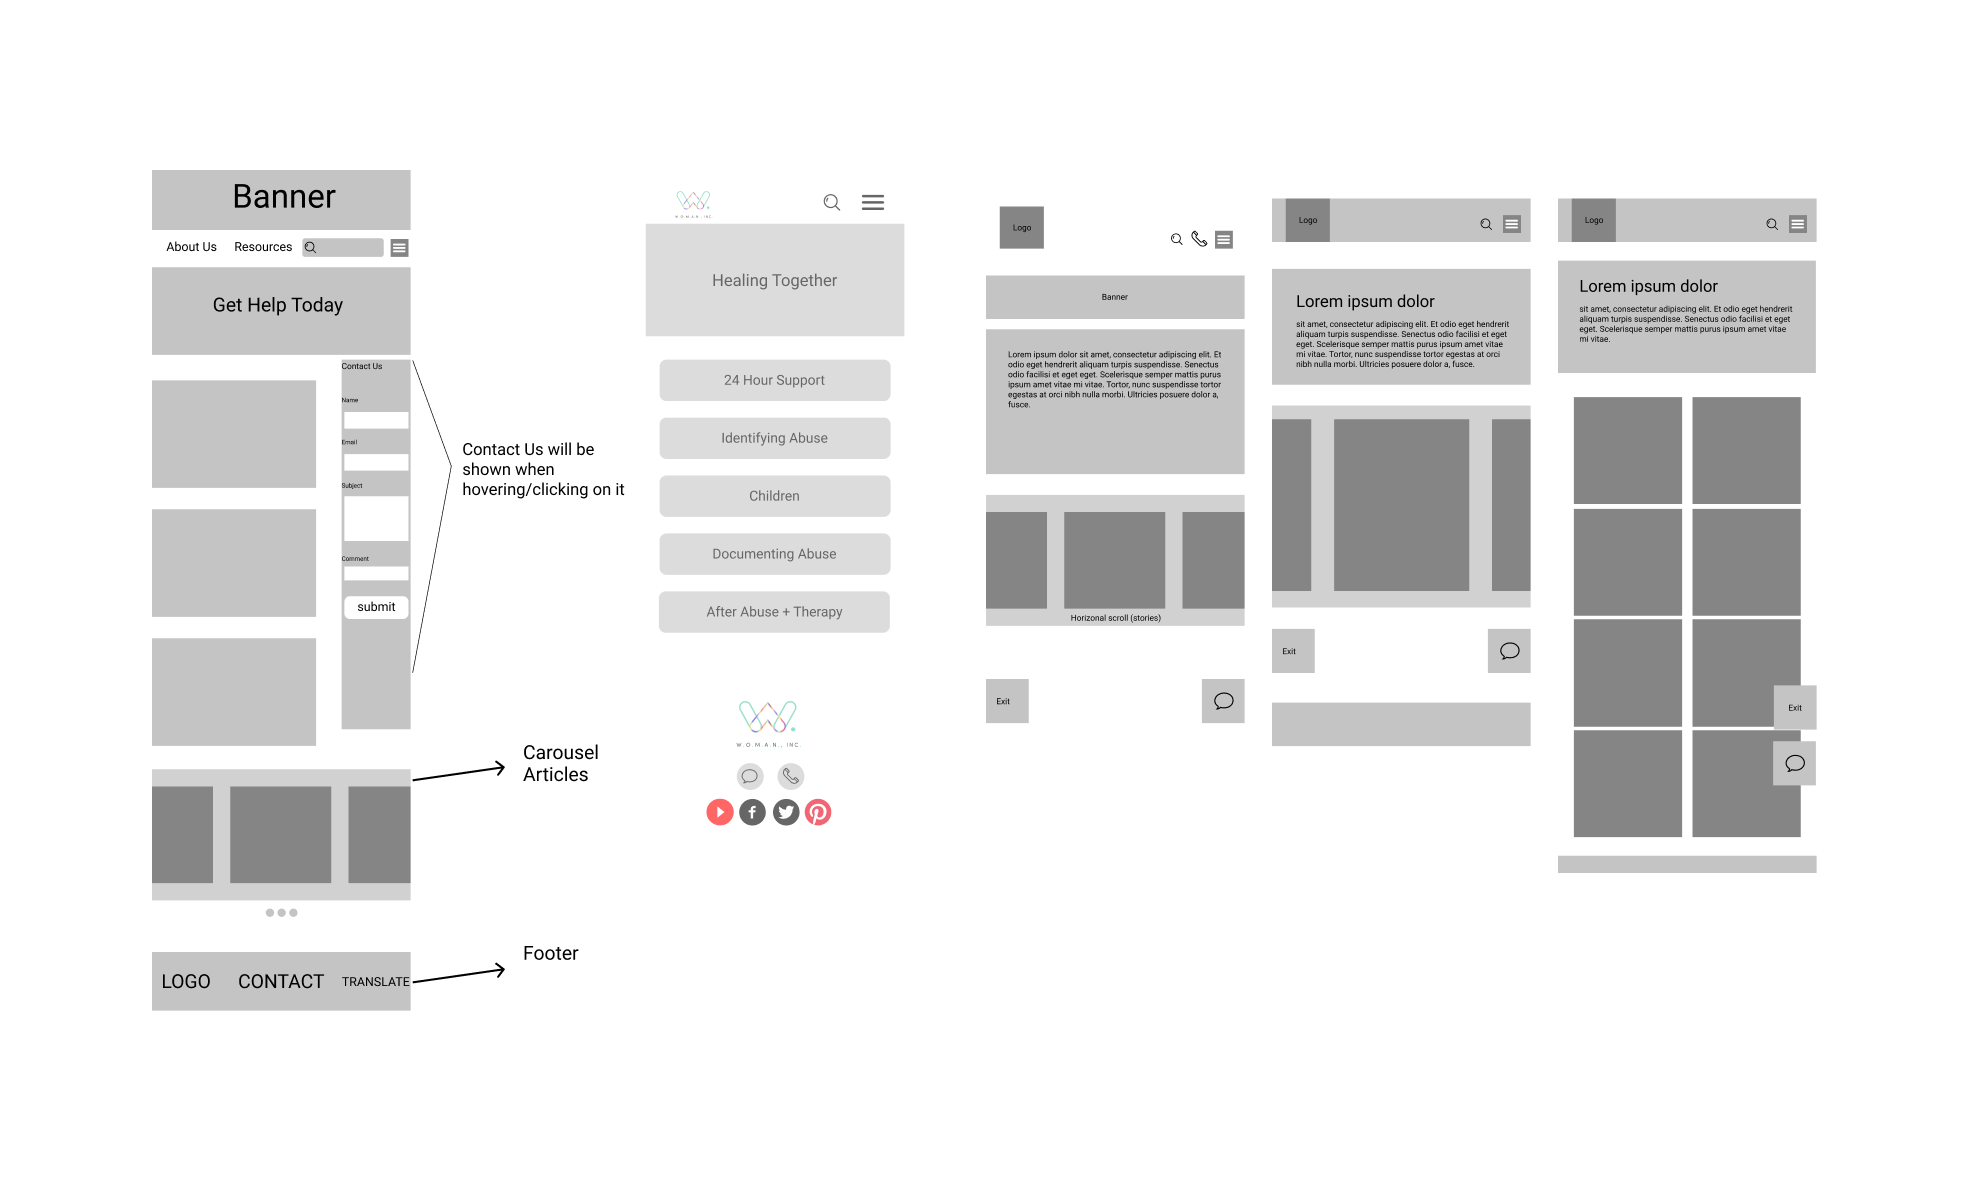 Banner
About Us Resources
Get Help Today
Contact Us
Name
Email
Subject
Comment
submit
Contact Us will be
shown when
hovering/clicking on it
Carousel
Articles
LOGO CONTACT TRANSLATE
Footer
W.O.M.A.N., INC.
Healing Together
24 Hour Support
Identifying Abuse
Children
Documenting Abuse
After Abuse + Therapy
W.O.M.A.N., INC.
Logo
Banner
Lorem ipsum dolor sit amet, consectetur adipiscing elit. Et
odio eget hendrerit aliquam turpis suspendisse. Senectus
odio facilisi et eget eget. Scelerisque semper mattis purus
ipsum amet vitae mi vitae. Tortor, nunc suspendisse tortor
egestas at orci nibh nulla morbi. Ultricies posuere dolor a,
fusce.
Horizonal scroll (stories)
Exit
Logo
Lorem ipsum dolor
sit amet, consectetur adipiscing elit. Et odio eget hendrerit
aliquam turpis suspendisse. Senectus odio facilisi et eget
eget. Scelerisque semper mattis purus ipsum amet vitae
mi vitae. Tortor, nunc suspendisse tortor egestas at orci
nibh nulla morbi. Ultricies posuere dolor a, fusce.
Exit
Logo
Lorem ipsum dolor
sit amet, consectetur adipiscing elit. Et odio eget hendrerit
aliquam turpis suspendisse. Senectus odio facilisi et eget
eget. Scelerisque semper mattis purus ipsum amet vitae
mi vitae.
Exit